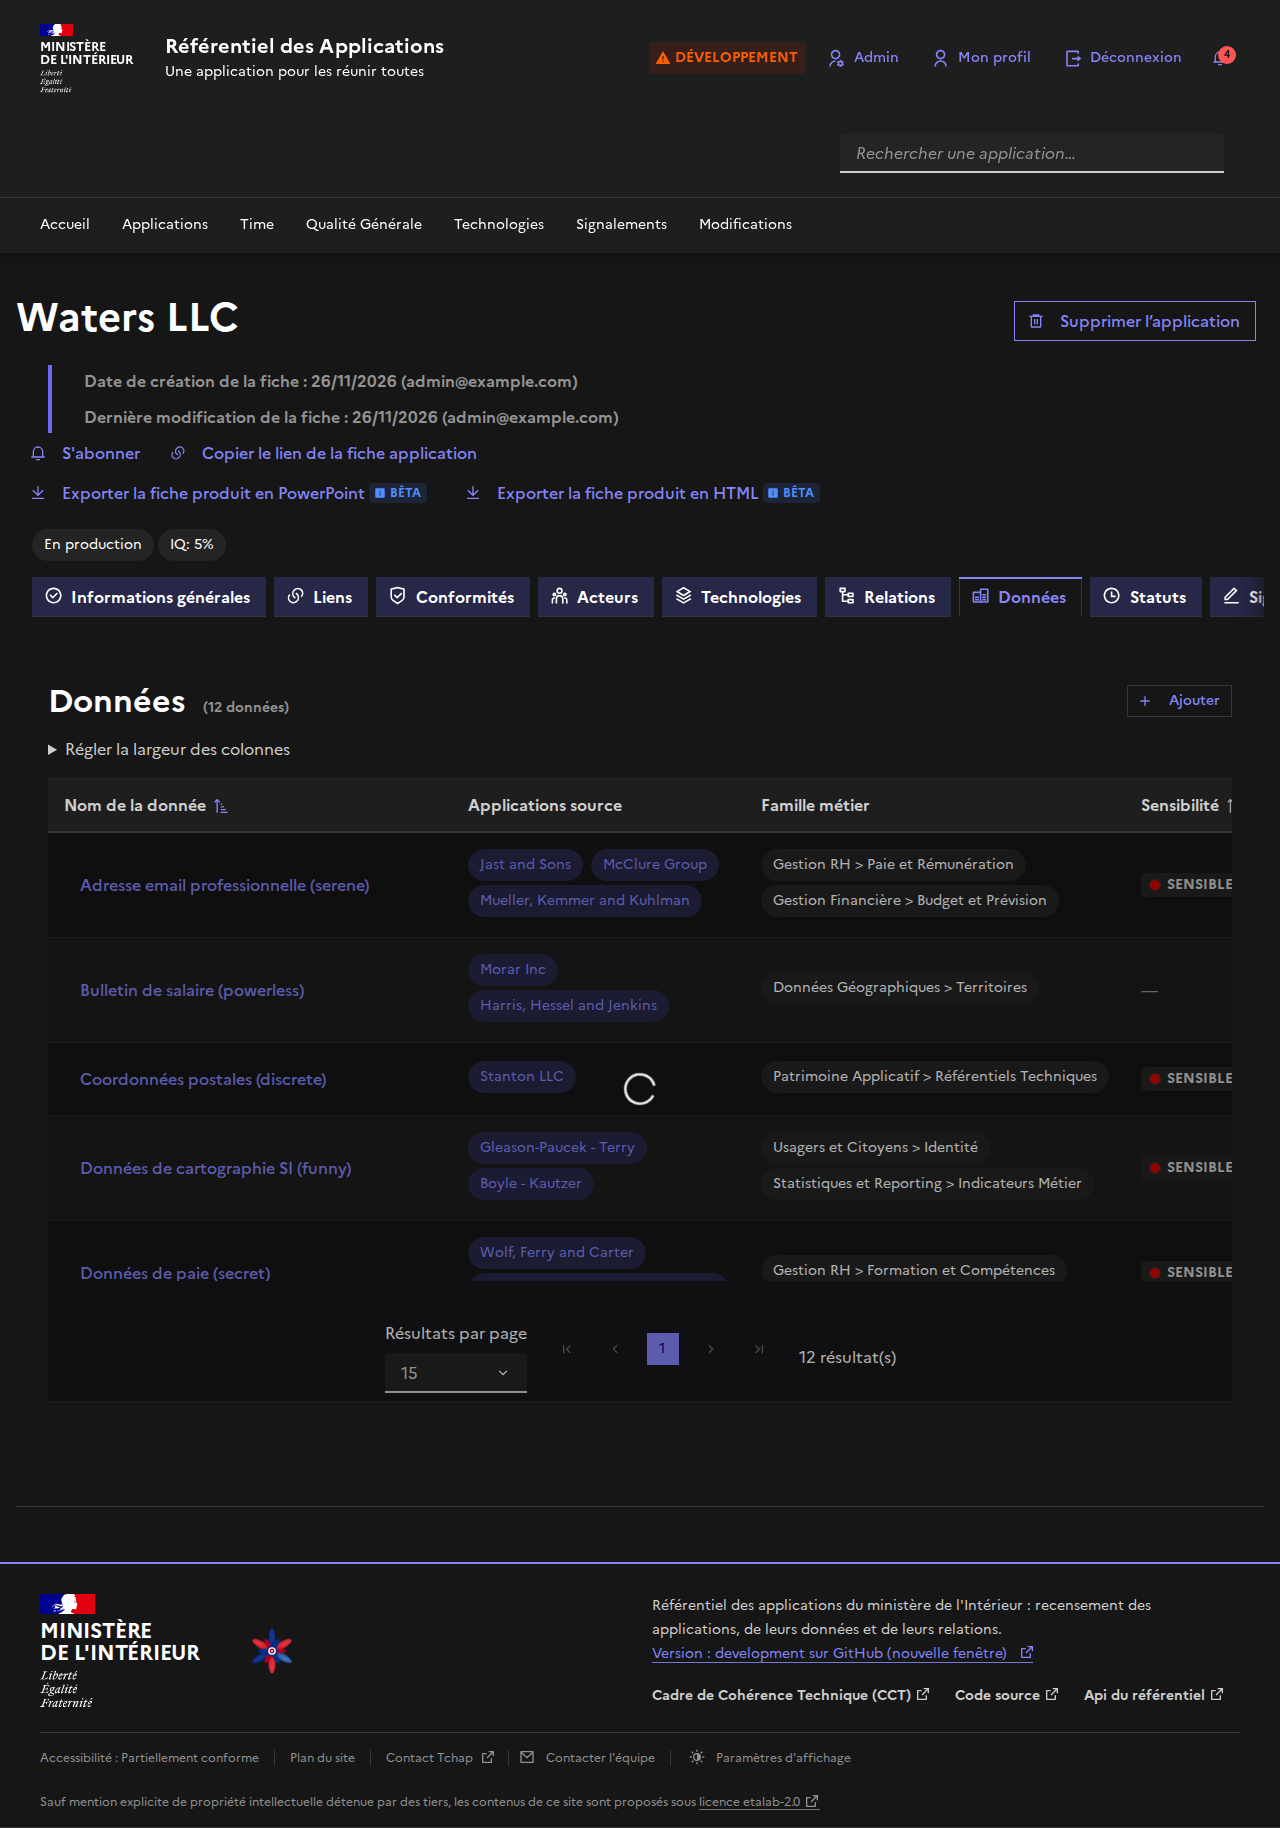 MINISTÈRE
DE L'INTÉRIEUR
Liberté
Égalité
Fraternité
Référentiel des Applications
Une application pour les réunir toutes
DÉVELOPPEMENT
Admin
Mon profil
Déconnexion
4
Rechercher une application…
Accueil
Applications
Time
Qualité Générale
Technologies
Signalements
Modifications
Waters LLC
Supprimer l’application
Date de création de la fiche : 26/11/2026 (admin@example.com)
Dernière modification de la fiche : 26/11/2026 (admin@example.com)
S'abonner
Copier le lien de la fiche application
Exporter la fiche produit en PowerPoint BÊTA
Exporter la fiche produit en HTML BÊTA
En production
IQ: 5%
Informations générales
Liens
Conformités
Acteurs
Technologies
Relations
Données
Statuts
Données (12 données)
Ajouter
Régler la largeur des colonnes
Nom de la donnée
Applications source
Famille métier
Sensibilité
Adresse email professionnelle (serene)
Jast and Sons
McClure Group
Mueller, Kemmer and Kuhlman
Gestion RH > Paie et Rémunération
Gestion Financière > Budget et Prévision
SENSIBLE
Bulletin de salaire (powerless)
Morar Inc
Harris, Hessel and Jenkins
Données Géographiques > Territoires
—
Coordonnées postales (discrete)
Stanton LLC
Patrimoine Applicatif > Référentiels Techniques
SENSIBLE
Données de cartographie SI (funny)
Gleason-Paucek - Terry
Boyle - Kautzer
Usagers et Citoyens > Identité
Statistiques et Reporting > Indicateurs Métier
SENSIBLE
Données de paie (secret)
Wolf, Ferry and Carter
Gestion RH > Formation et Compétences
SENSIBLE
Résultats par page
15
1
12 résultat(s)
MINISTÈRE
DE L'INTÉRIEUR
Liberté
Égalité
Fraternité
Référentiel des applications du ministère de l'Intérieur : recensement des
applications, de leurs données et de leurs relations.
Version : development sur GitHub (nouvelle fenêtre)
Cadre de Cohérence Technique (CCT)
Code source
Api du référentiel
Accessibilité : Partiellement conforme
Plan du site
Contact Tchap
Contacter l'équipe
Paramètres d'affichage
Sauf mention explicite de propriété intellectuelle détenue par des tiers, les contenus de ce site sont proposés sous licence etalab-2.0